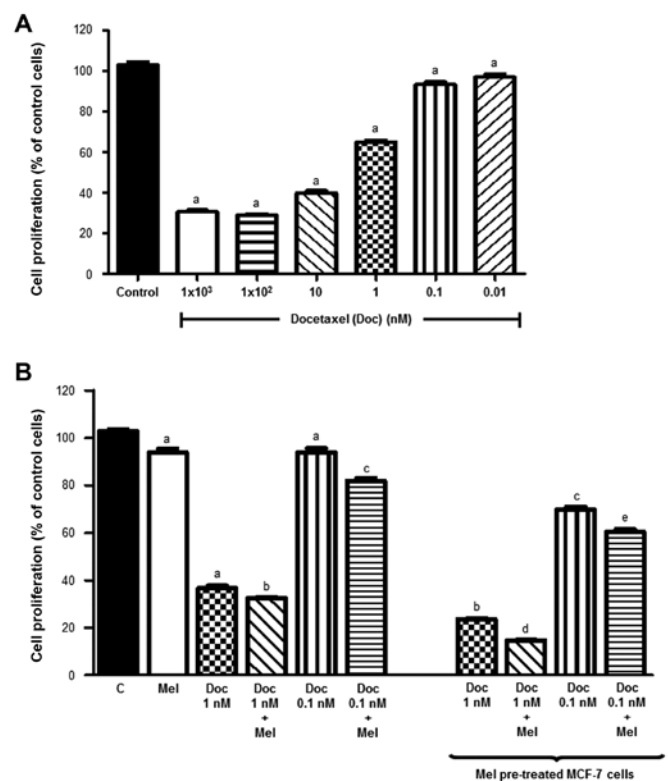 A
Cell proliferation (% of control cells)
120
100
80
60
40
20
0
a a a a a a
Control 1x10³ 1x10² 10 1 0.1 0.01
Docetaxel (Doc) (nM)
B
Cell proliferation (% of control cells)
120
100
80
60
40
20
0
a a b a c b d c e
C Mel Doc Doc Doc Doc Doc Doc Doc Doc
1 nM 1 nM 0.1 nM 0.1 nM 1 nM 1 nM 0.1 nM 0.1 nM
+ + + +
Mel Mel Mel Mel
Mel pre-treated MCF-7 cells